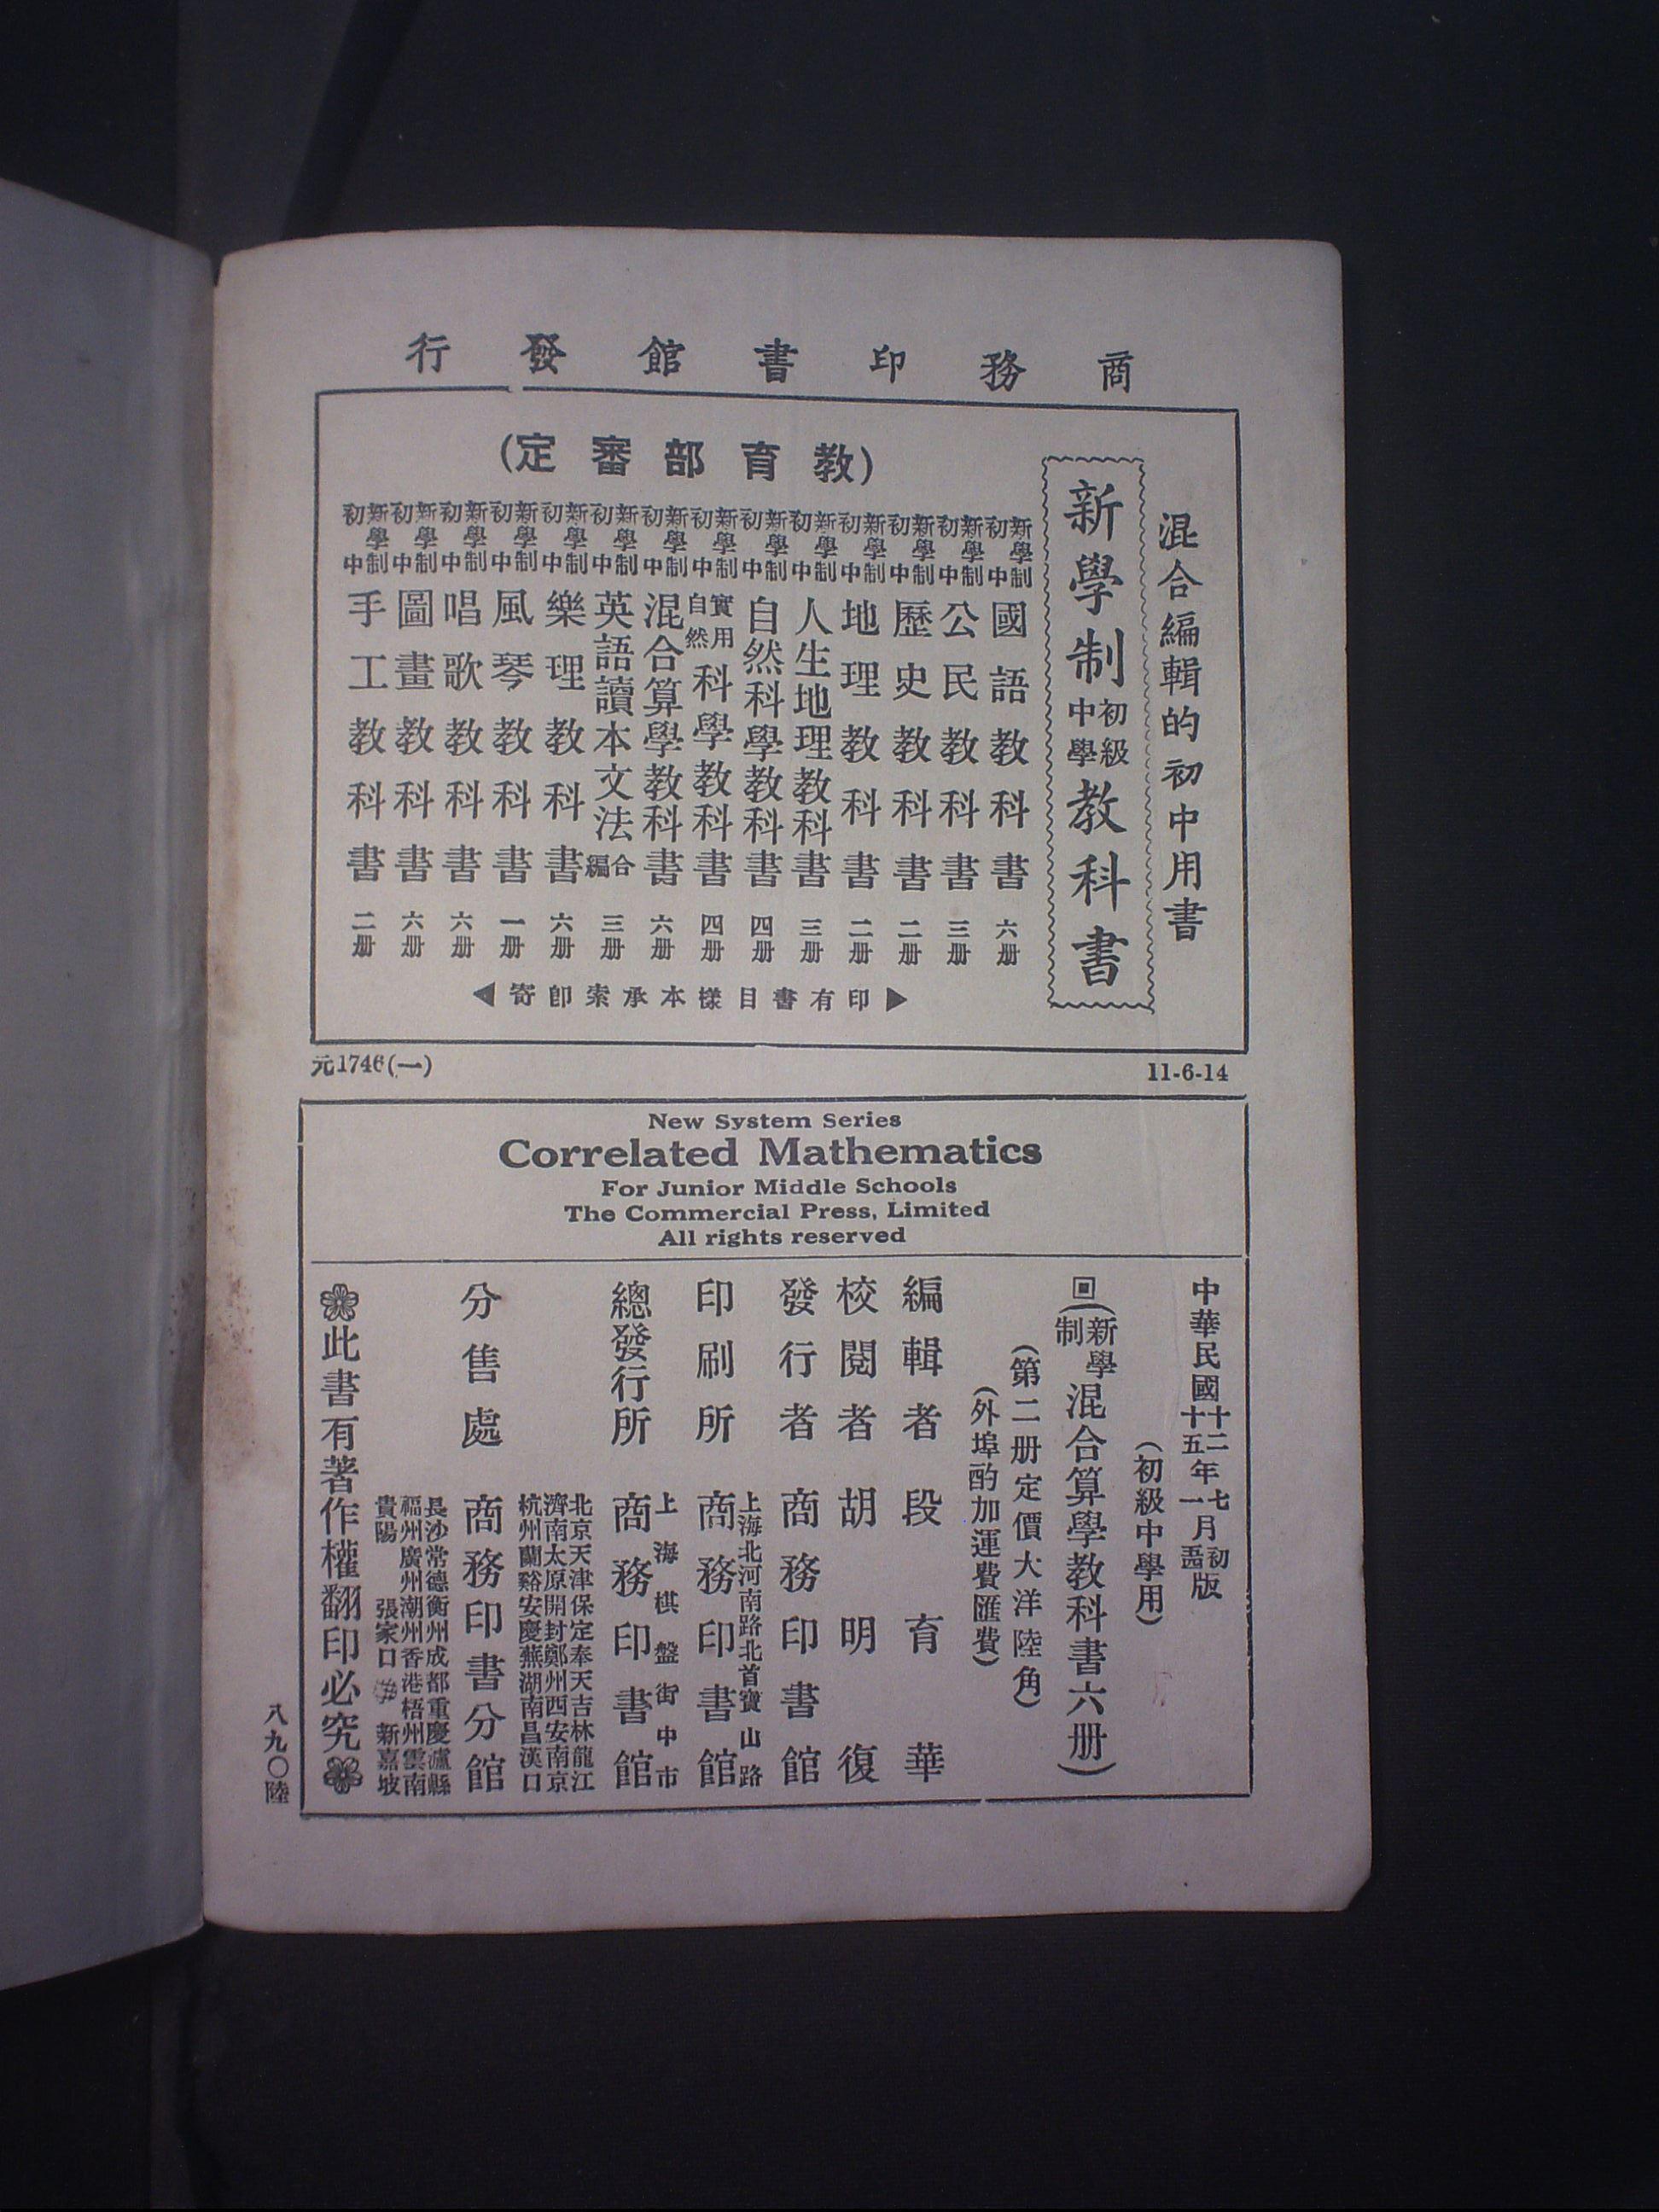 商務印書館發行
混合編輯的初中用書
新學制初級中學教科書
(教育部審定)
新學制初中國語教科書 六册
新學制初中公民教科書 三册
新學制初中歷史教科書 二册
新學制初中地理教科書 二册
新學制初中人生地理教科書 三册
新學制初中自然科學教科書 四册
新學制初中實用自然科學教科書 四册
新學制初中混合算學教科書 六册
新學制初中英語讀本文法合編 三册
新學制初中樂理教科書 六册
新學制初中風琴教科書 一册
新學制初中唱歌教科書 六册
新學制初中圖畫教科書 六册
新學制初中手工教科書 二册
▶印有書目樣本承索卽寄◀
元1746(一)
11-6-14
New System Series
Correlated Mathematics
For Junior Middle Schools
The Commercial Press, Limited
All rights reserved
中華民國十二年七月初版
十五年一月版
(初級中學用)
回(新學制混合算學教科書六册)
(第二册定價大洋陸角)
(外埠酌加運費匯費)
編輯者 段育華
校閱者 胡明復
發行者 商務印書館
印刷所 上海北河南路北首寶山路 商務印書館
總發行所 上海棋盤街中市 商務印書館
分售處 商務印書分館
北京天津保定奉天吉林龍江
濟南太原開封鄭州西安南京
杭州蘭谿安慶蕪湖南昌漢口
長沙常德衡州成都重慶瀘縣
福州廣州潮州香港梧州雲南
貴陽 張家口 新嘉坡
此書有著作權翻印必究
八九〇陸